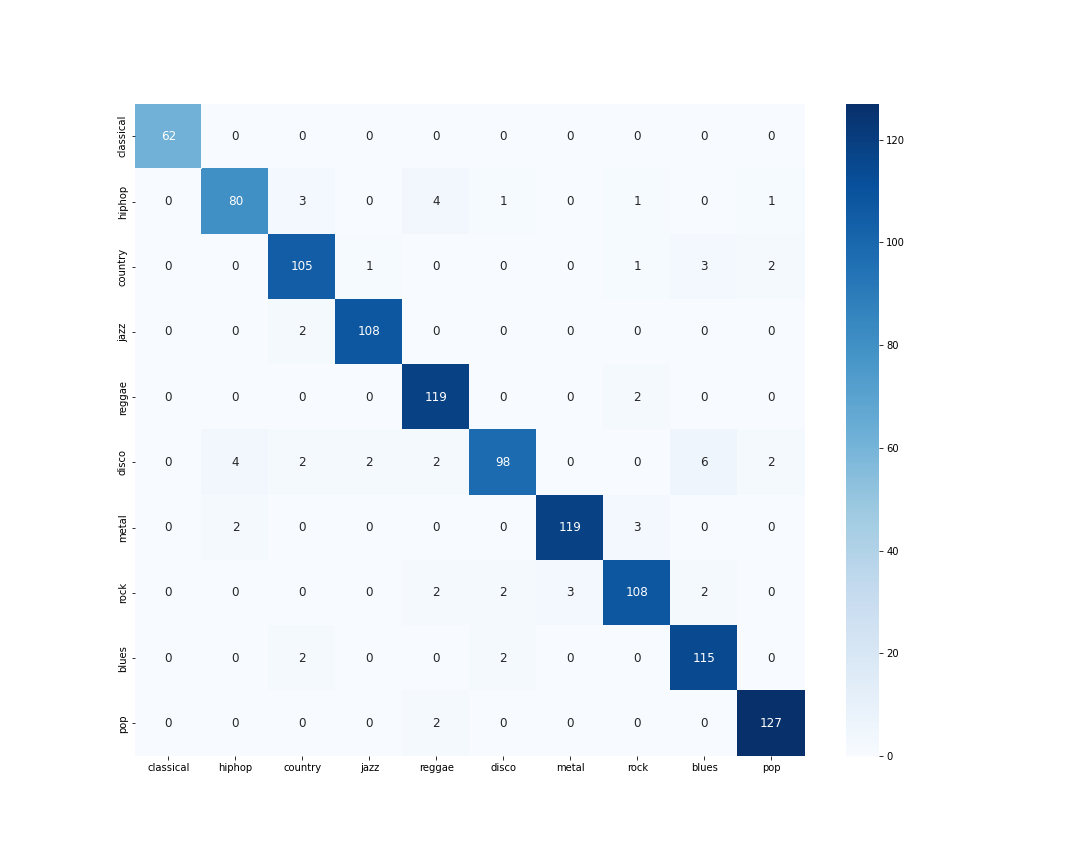 classical 62 0 0 0 0 0 0 0 0 0
hiphop 0 80 3 0 4 1 0 1 0 1
country 0 0 105 1 0 0 0 1 3 2
jazz 0 0 2 108 0 0 0 0 0 0
reggae 0 0 0 0 119 0 0 2 0 0
disco 0 4 2 2 2 98 0 0 6 2
metal 0 2 0 0 0 0 119 3 0 0
rock 0 0 0 0 2 2 3 108 2 0
blues 0 0 2 0 0 2 0 0 115 0
pop 0 0 0 0 2 0 0 0 0 127
classical hiphop country jazz reggae disco metal rock blues pop
120
100
80
60
40
20
0